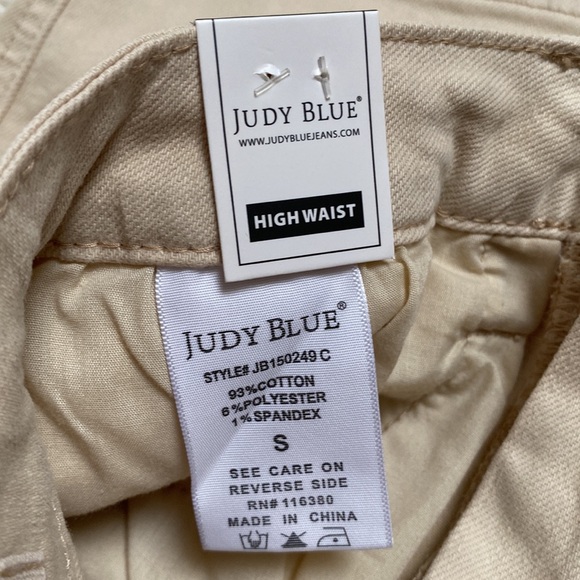 JUDY BLUE®
WWW.JUDYBLUEJEANS.COM
HIGH WAIST
JUDY BLUE®
STYLE# JB150249 C
93%COTTON
6%POLYESTER
1%SPANDEX
S
SEE CARE ON
REVERSE SIDE
RN# 116380
MADE IN CHINA